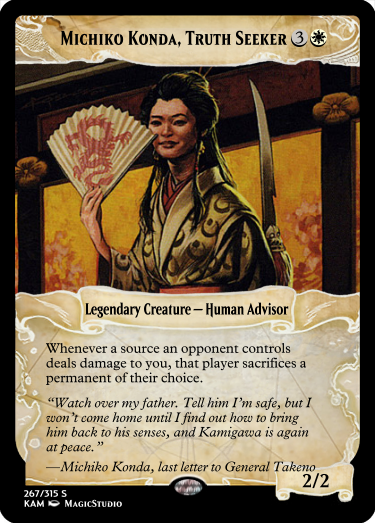 Michiko Konda, Truth Seeker 3
Legendary Creature — Human Advisor
Whenever a source an opponent controls
deals damage to you, that player sacrifices a
permanent of their choice.
“Watch over my father. Tell him I’m safe, but I
won’t come home until I find out how to bring
him back to his senses, and Kamigawa is again
at peace.”
—Michiko Konda, last letter to General Takeno
2/2
267/315 S
KAM MagicStudio